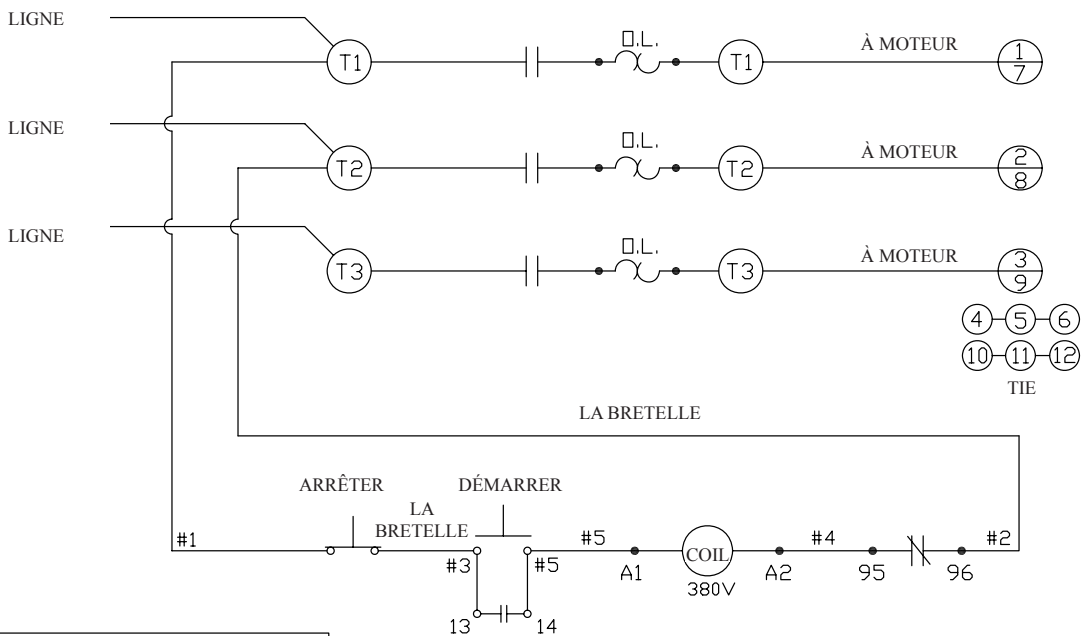 LIGNE
T1
O.L.
T1
À MOTEUR
1
7
LIGNE
T2
O.L.
T2
À MOTEUR
2
8
LIGNE
T3
O.L.
T3
À MOTEUR
3
9
4 5 6
10 11 12
TIE
LA BRETELLE
ARRÊTER
DÉMARRER
LA
BRETELLE
#1
#3
#5
#5
A1
COIL
380V
A2
#4
95
96
#2
13
14